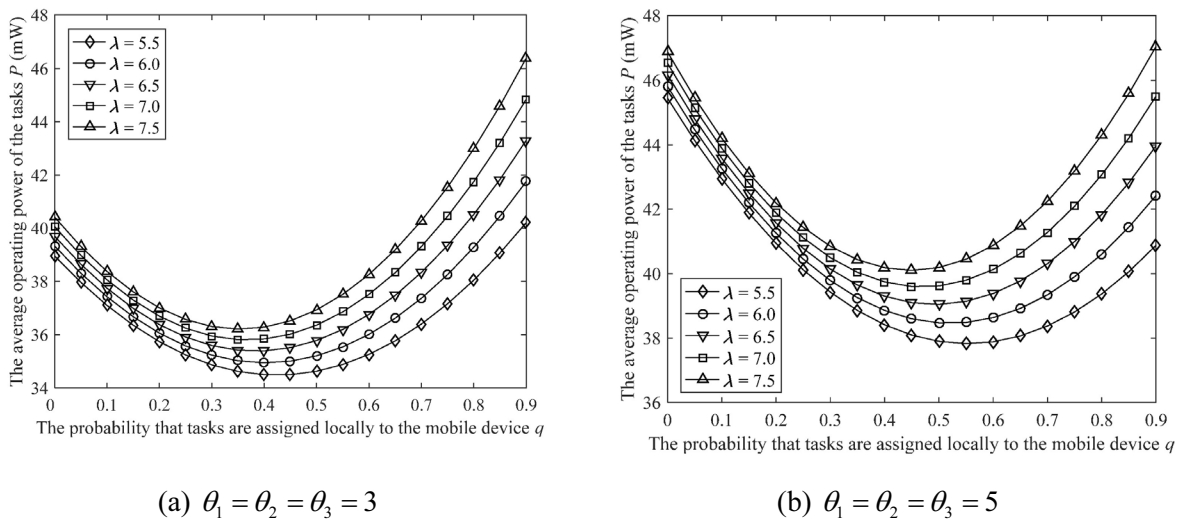 The average operating power of the tasks P (mW)
48
46
44
42
40
38
36
34
λ = 5.5
λ = 6.0
λ = 6.5
λ = 7.0
λ = 7.5
0 0.1 0.2 0.3 0.4 0.5 0.6 0.7 0.8 0.9
The probability that tasks are assigned locally to the mobile device q
(a) θ₁ = θ₂ = θ₃ = 3
The average operating power of the tasks P (mW)
48
46
44
42
40
38
36
λ = 5.5
λ = 6.0
λ = 6.5
λ = 7.0
λ = 7.5
0 0.1 0.2 0.3 0.4 0.5 0.6 0.7 0.8 0.9
The probability that tasks are assigned locally to the mobile device q
(b) θ₁ = θ₂ = θ₃ = 5